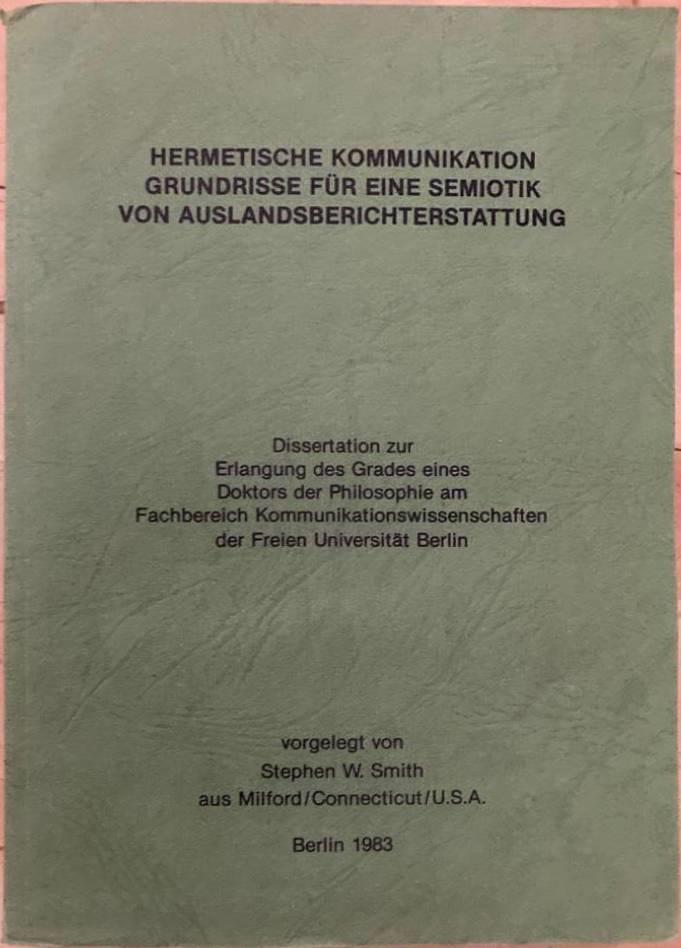 HERMETISCHE KOMMUNIKATION
GRUNDRISSE FÜR EINE SEMIOTIK
VON AUSLANDSBERICHTERSTATTUNG
Dissertation zur
Erlangung des Grades eines
Doktors der Philosophie am
Fachbereich Kommunikationswissenschaften
der Freien Universität Berlin
vorgelegt von
Stephen W. Smith
aus Milford/Connecticut/U.S.A.
Berlin 1983